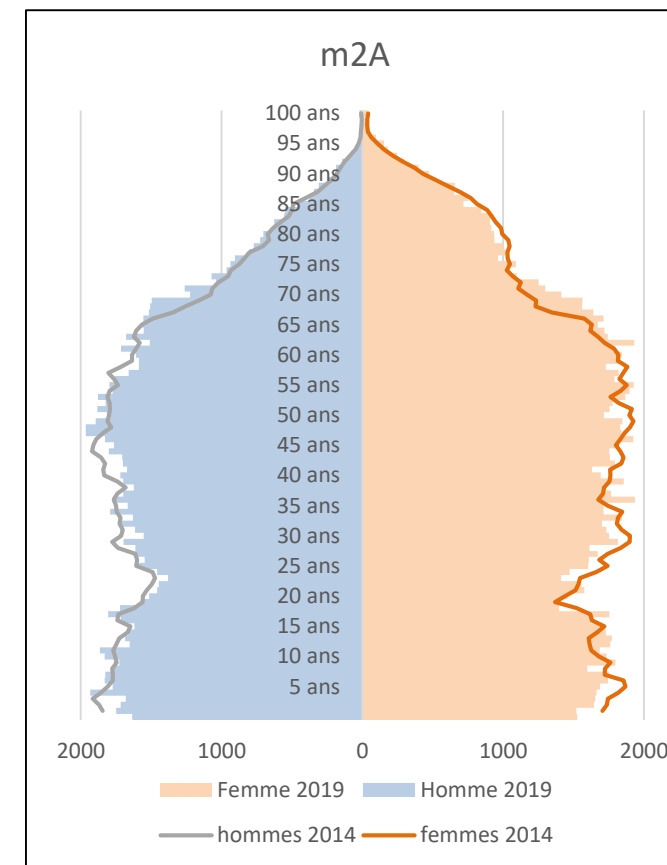 m2A
100 ans
95 ans
90 ans
85 ans
80 ans
75 ans
70 ans
65 ans
60 ans
55 ans
50 ans
45 ans
40 ans
35 ans
30 ans
25 ans
20 ans
15 ans
10 ans
5 ans
2000 1000 0 1000 2000
Femme 2019 Homme 2019
hommes 2014 femmes 2014